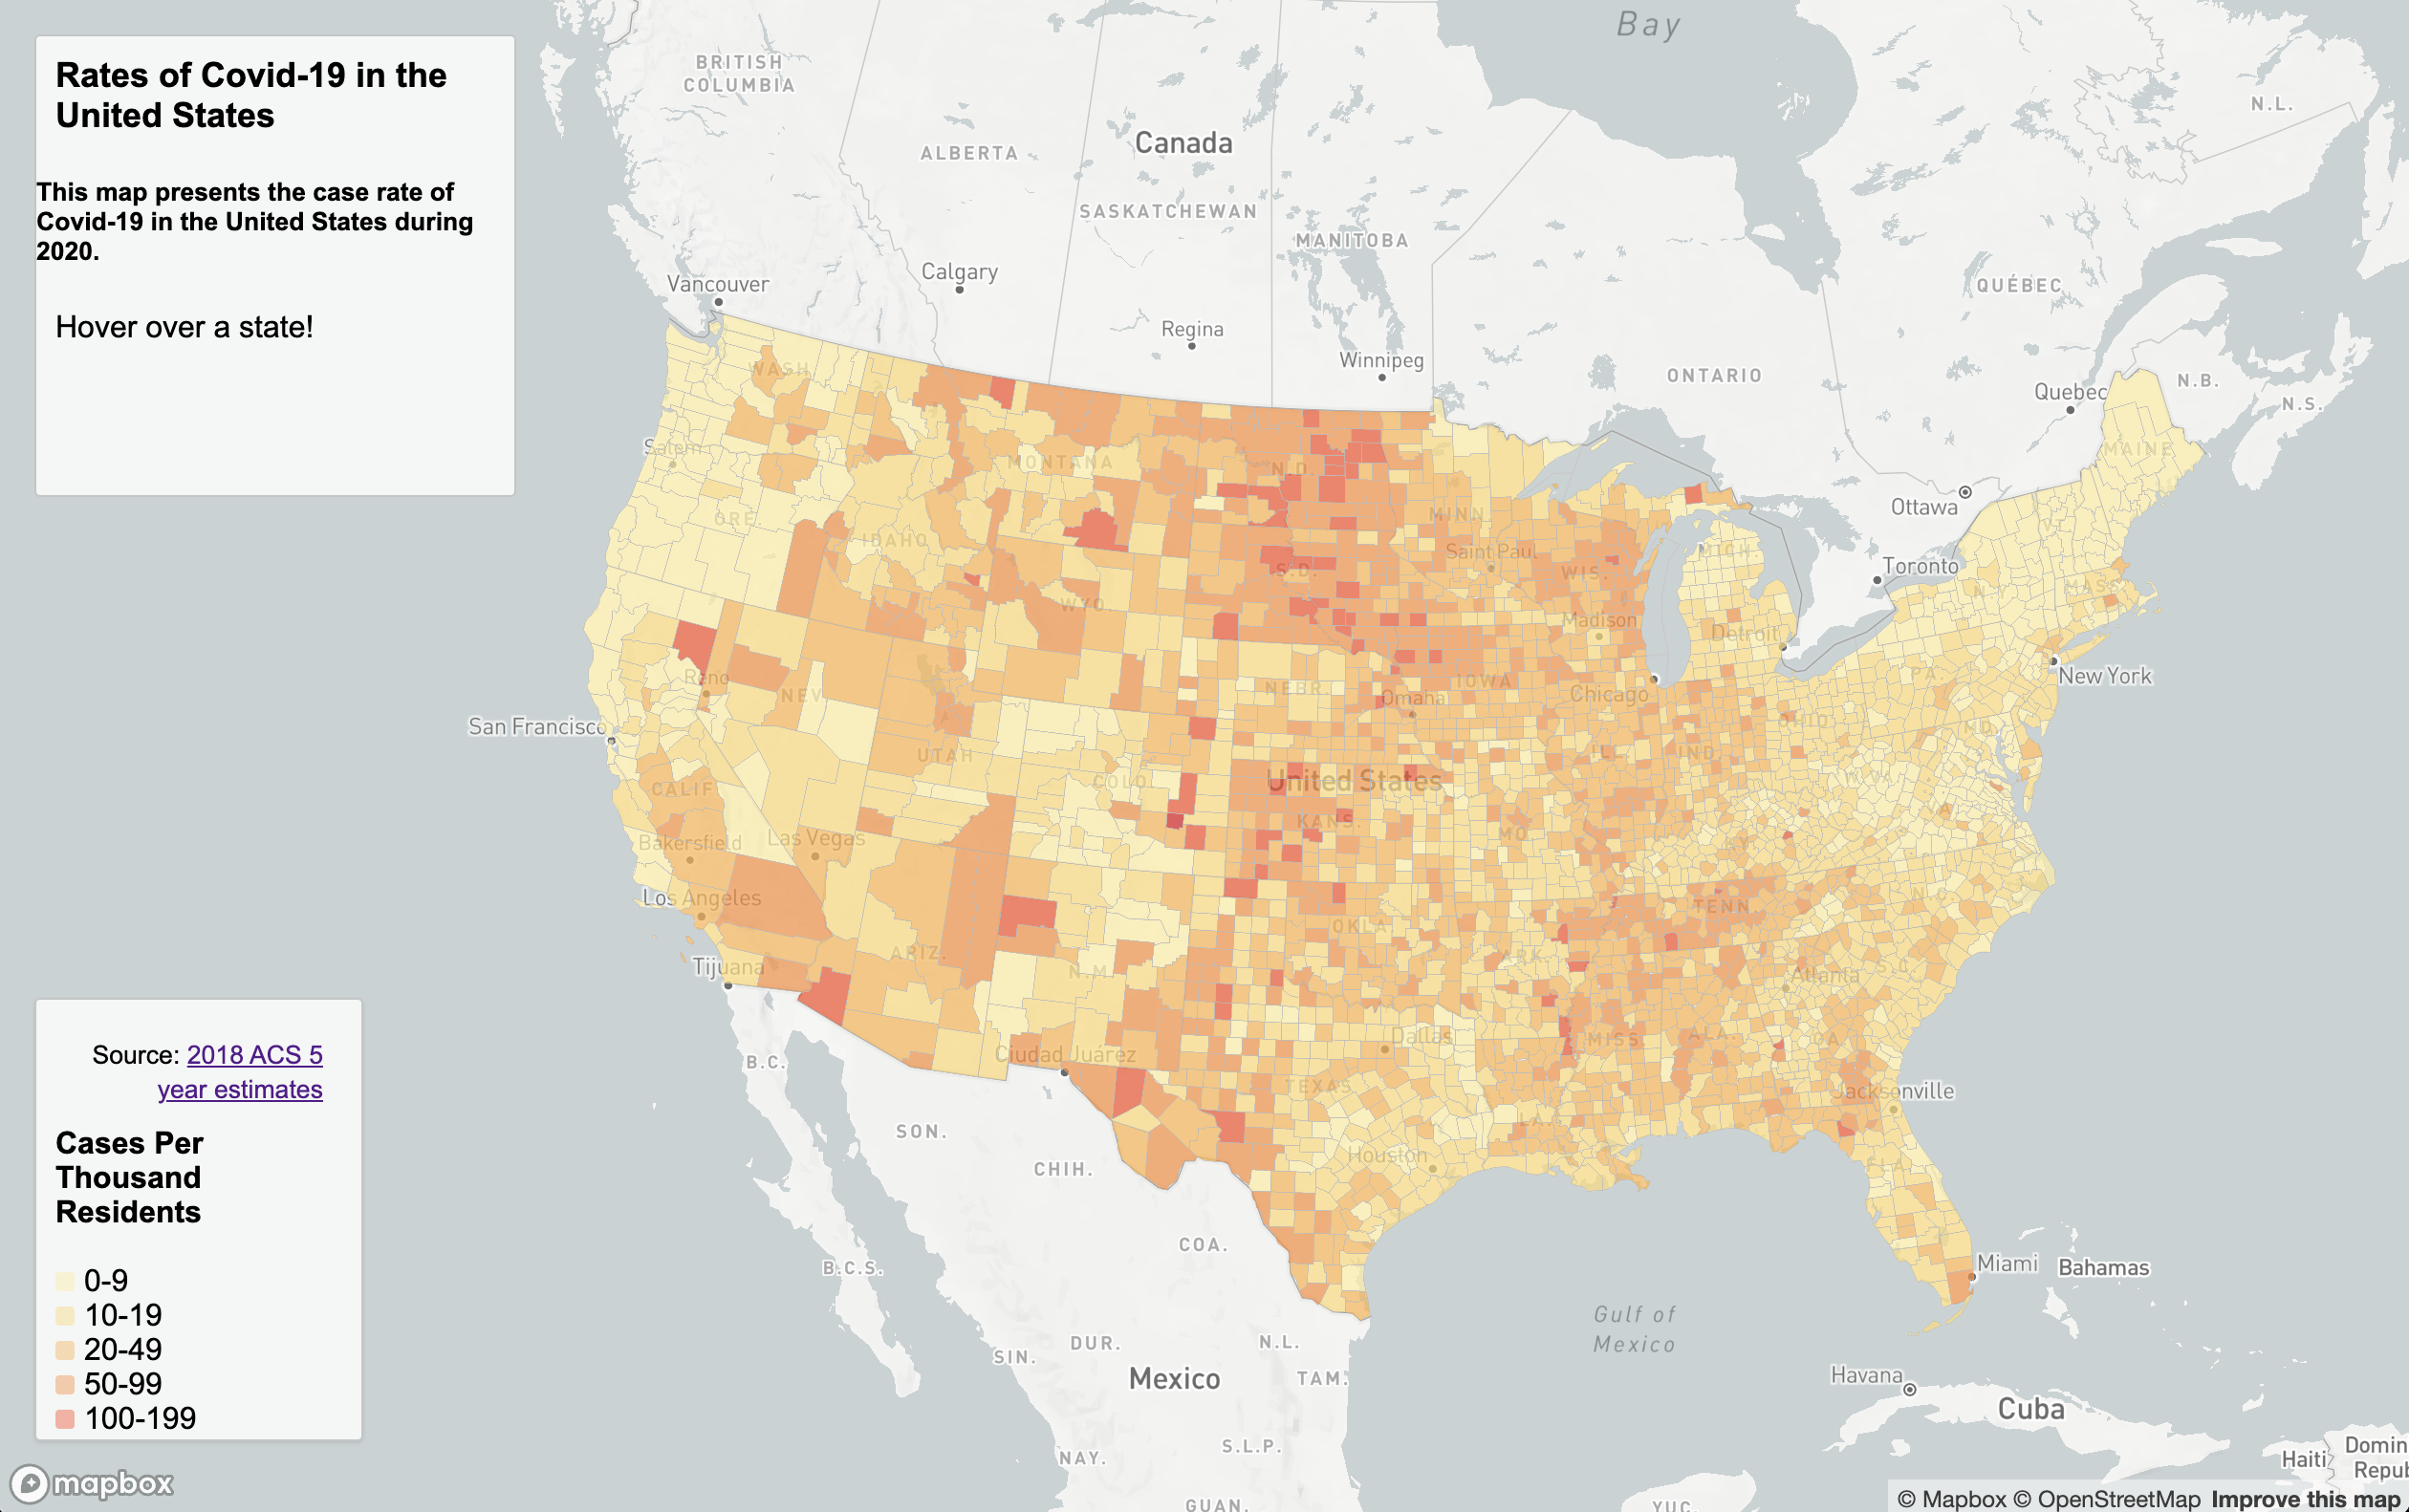 Rates of Covid-19 in the
United States
This map presents the case rate of
Covid-19 in the United States during
2020.
Hover over a state!
Source: 2018 ACS 5
year estimates
Cases Per
Thousand
Residents
0-9
10-19
20-49
50-99
100-199
mapbox
Bay
BRITISH
COLUMBIA
N.L.
Canada
ALBERTA
SASKATCHEWAN
MANITOBA
Calgary
Vancouver
QUÉBEC
Regina
Winnipeg
ONTARIO
Quebec
N.B.
N.S.
WASH.
Salem
MONTANA
N.D.
MAINE
Ottawa
ORE.
IDAHO
MINN.
Saint Paul
MICH.
VT.
Toronto
S.D.
WIS.
WYO.
N.Y.
MASS.
Madison
Detroit
Reno
NEV.
NEBR.
Omaha
IOWA
Chicago
PA.
New York
San Francisco
UTAH
OHIO
MD.
ILL.
IND.
CALIF.
COLO.
United States
W.VA.
KANS.
MO.
VA.
Bakersfield
Las Vegas
KY.
Los Angeles
TENN.
N.C.
OKLA.
ARIZ.
ARK.
Tijuana
N.M.
Atlanta
S.C.
Dallas
MISS.
ALA.
GA.
B.C.
Ciudad Juárez
TEXAS
Jacksonville
SON.
LA.
CHIH.
Houston
FLA.
COA.
B.C.S.
Miami
Bahamas
Gulf of
Mexico
DUR.
N.L.
SIN.
Mexico
TAM.
Havana
Cuba
S.L.P.
NAY.
Haiti
Domin
Repub
GUAN.
YUC.
© Mapbox © OpenStreetMap Improve this map